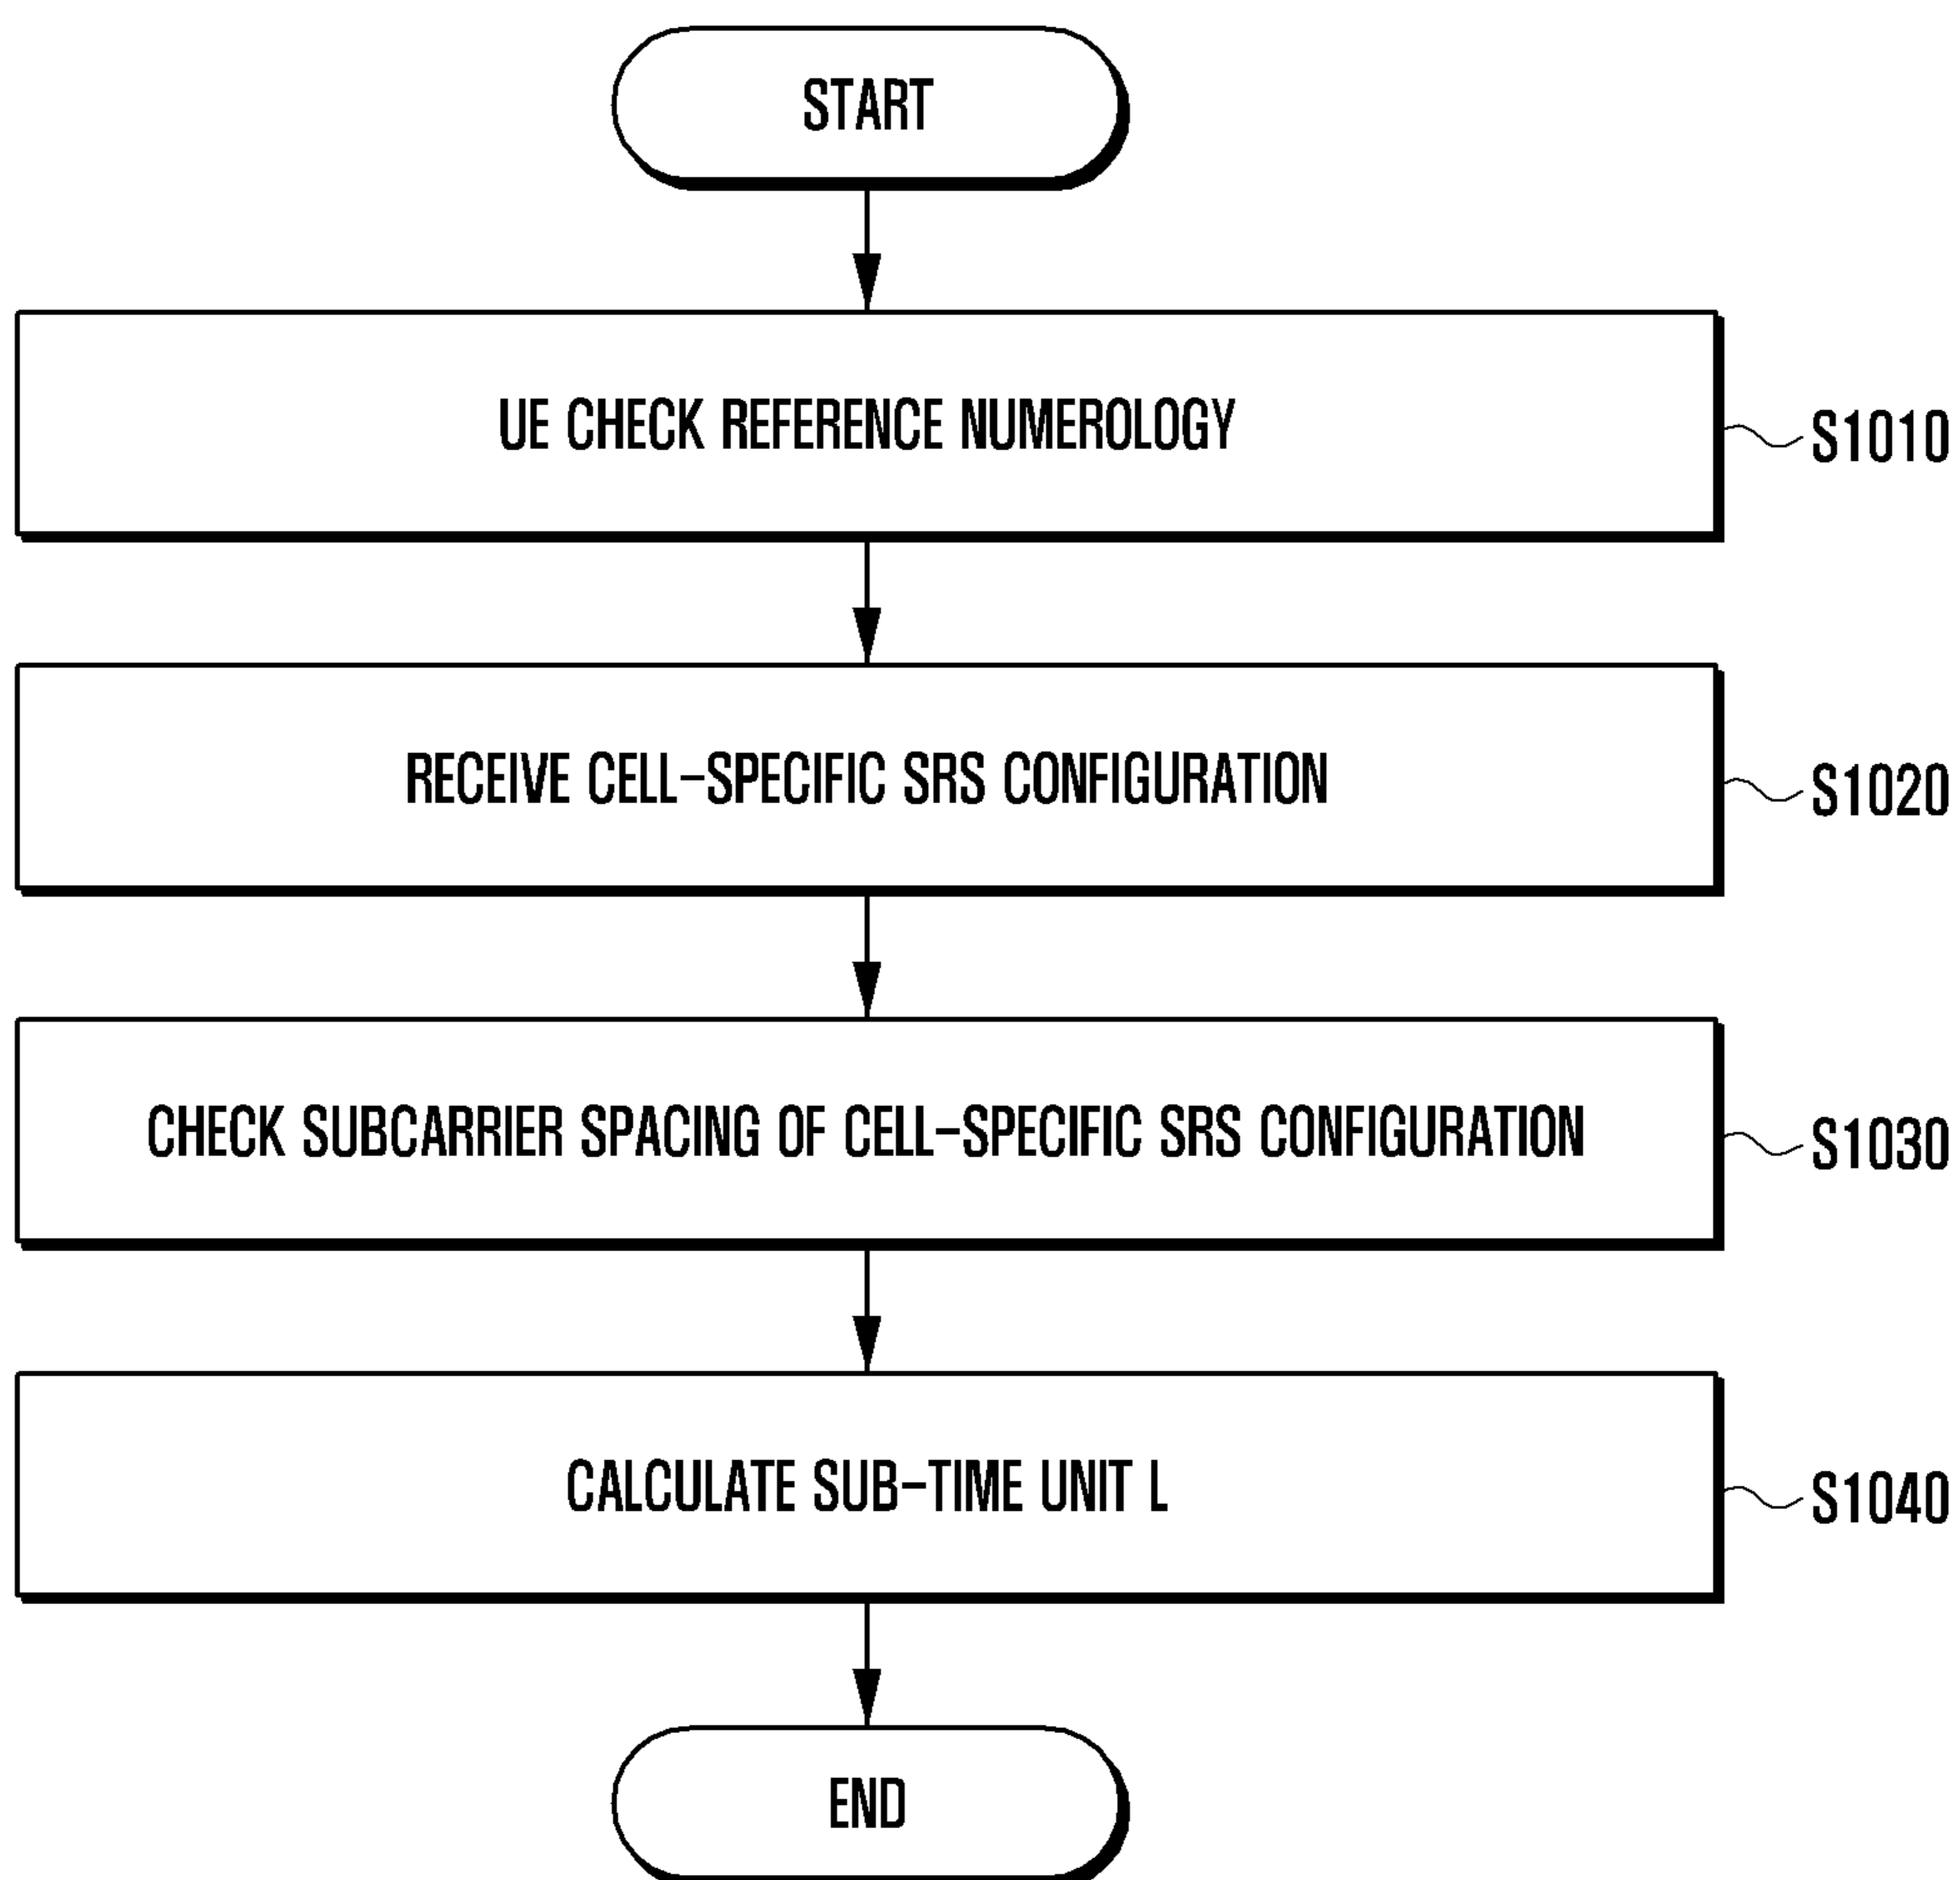 START
UE CHECK REFERENCE NUMEROLOGY
S1010
RECEIVE CELL-SPECIFIC SRS CONFIGURATION
S1020
CHECK SUBCARRIER SPACING OF CELL-SPECIFIC SRS CONFIGURATION
S1030
CALCULATE SUB-TIME UNIT L
S1040
END